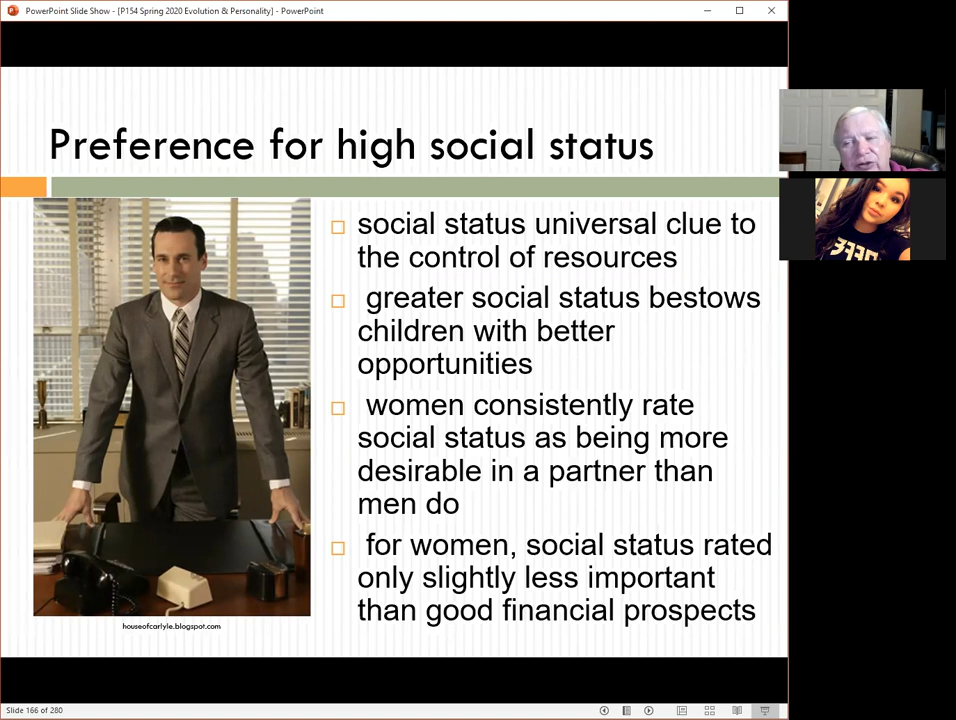 PowerPoint Slide Show - [P154 Spring 2020 Evolution & Personality] - PowerPoint
Preference for high social status
social status universal clue to
the control of resources
greater social status bestows
children with better
opportunities
women consistently rate
social status as being more
desirable in a partner than
men do
for women, social status rated
only slightly less important
than good financial prospects
houseofcarlyle.blogspot.com
Slide 166 of 280